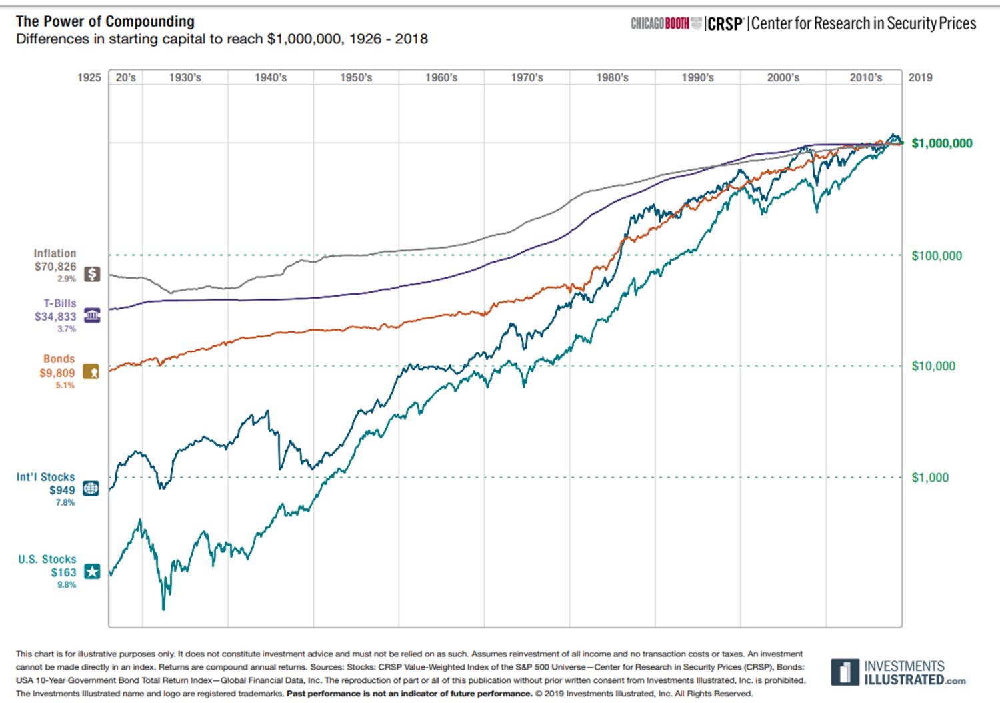 The Power of Compounding
Differences in starting capital to reach $1,000,000, 1926 - 2018
CHICAGO BOOTH | CRSP® | Center for Research in Security Prices
1925 20's 1930's 1940's 1950's 1960's 1970's 1980's 1990's 2000's 2010's 2019
$1,000,000
Inflation
$70,826
2.9%
$
$100,000
T-Bills
$34,833
3.7%
Bonds
$9,809
5.1%
$10,000
Int'l Stocks
$949
7.8%
$1,000
U.S. Stocks
$163
9.8%
This chart is for illustrative purposes only. It does not constitute investment advice and must not be relied on as such. Assumes reinvestment of all income and no transaction costs or taxes. An investment
cannot be made directly in an index. Returns are compound annual returns. Sources: Stocks: CRSP Value-Weighted Index of the S&P 500 Universe—Center for Research in Security Prices (CRSP), Bonds:
USA 10-Year Government Bond Total Return Index—Global Financial Data, Inc. The reproduction of part or all of this publication without prior written consent from Investments Illustrated, Inc. is prohibited.
The Investments Illustrated name and logo are registered trademarks. Past performance is not an indicator of future performance. © 2019 Investments Illustrated, Inc. All Rights Reserved.
INVESTMENTS
ILLUSTRATED.com